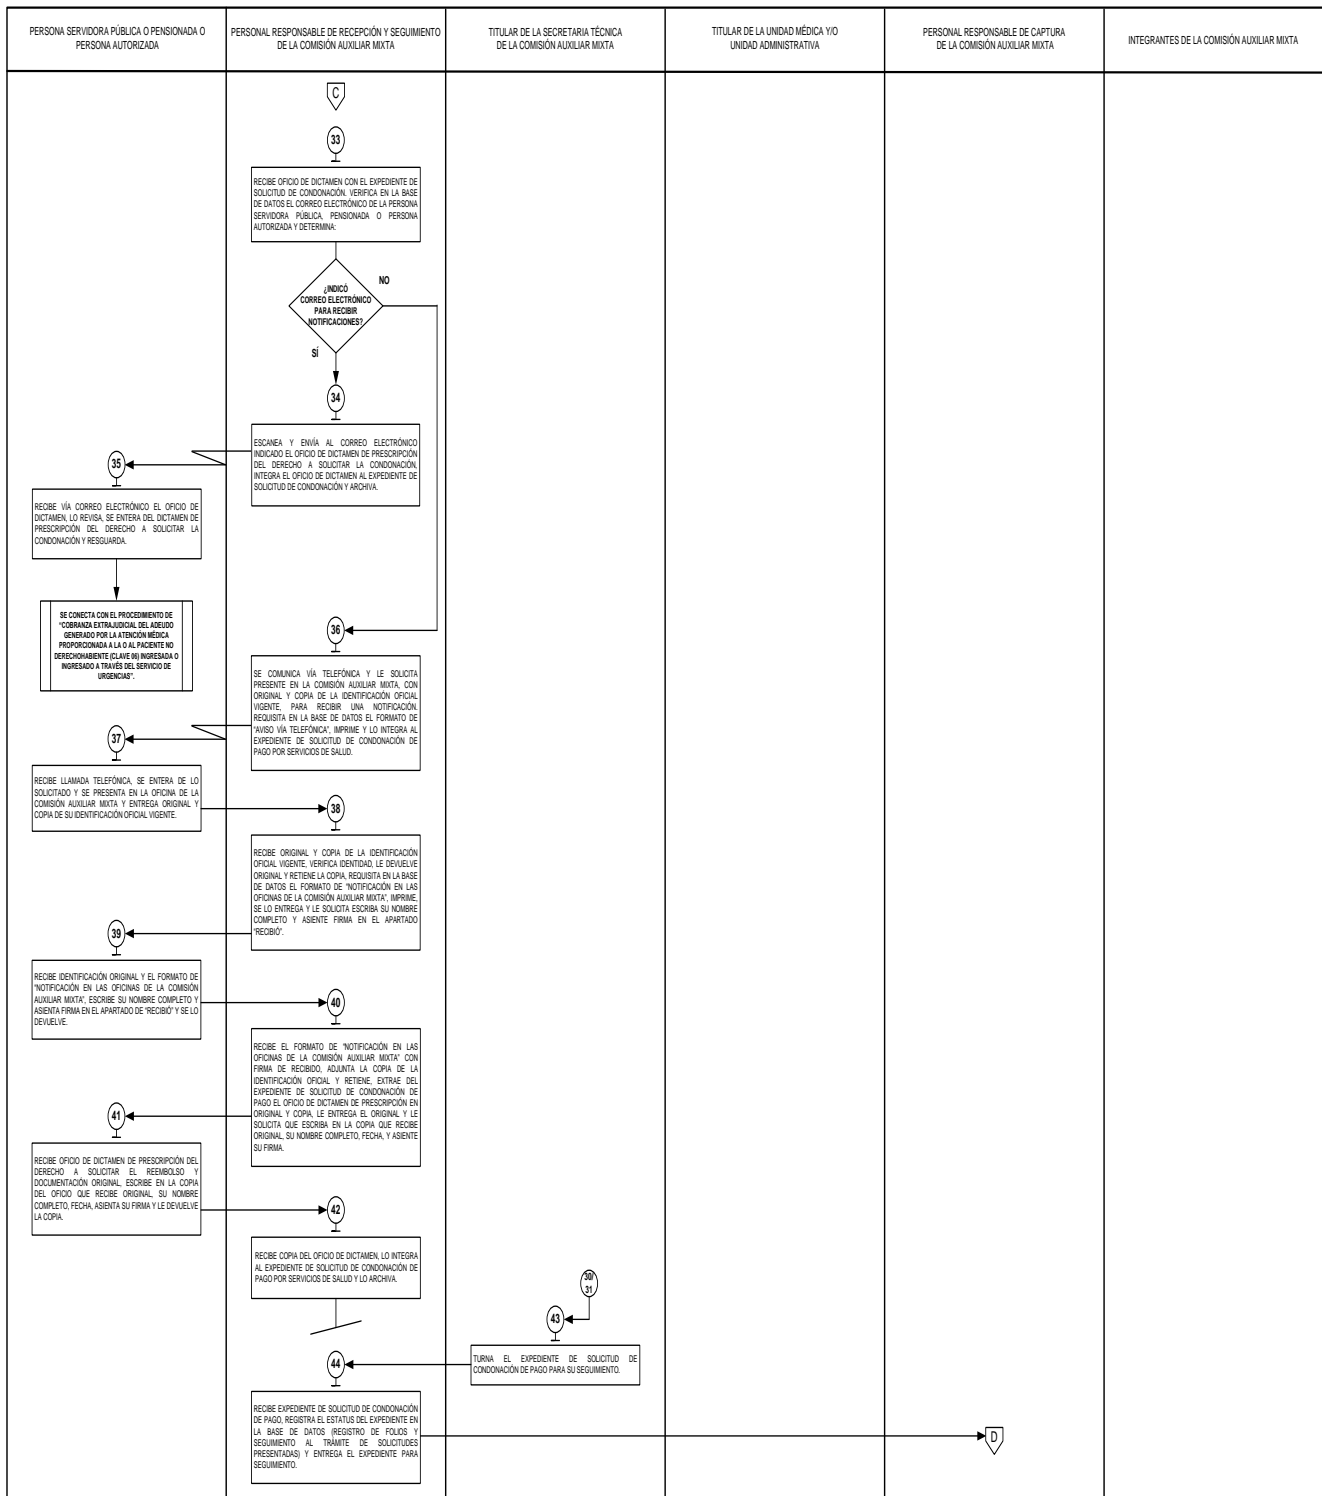 PERSONA SERVIDORA PÚBLICA O PENSIONADA O
PERSONA AUTORIZADA
PERSONAL RESPONSABLE DE RECEPCIÓN Y SEGUIMIENTO
DE LA COMISIÓN AUXILIAR MIXTA
TITULAR DE LA SECRETARIA TÉCNICA
DE LA COMISIÓN AUXILIAR MIXTA
TITULAR DE LA UNIDAD MÉDICA Y/O
UNIDAD ADMINISTRATIVA
PERSONAL RESPONSABLE DE CAPTURA
DE LA COMISIÓN AUXILIAR MIXTA
INTEGRANTES DE LA COMISIÓN AUXILIAR MIXTA
C
33
RECIBE OFICIO DE DICTAMEN CON EL EXPEDIENTE DE
SOLICITUD DE CONDONACIÓN. VERIFICA EN LA BASE
DE DATOS EL CORREO ELECTRÓNICO DE LA PERSONA
SERVIDORA PÚBLICA, PENSIONADA O PERSONA
AUTORIZADA Y DETERMINA:
¿INDICÓ
CORREO ELECTRÓNICO
PARA RECIBIR
NOTIFICACIONES?
NO
SÍ
34
ESCANEA Y ENVÍA AL CORREO ELECTRÓNICO
INDICADO EL OFICIO DE DICTAMEN DE PRESCRIPCIÓN
DEL DERECHO A SOLICITAR LA CONDONACIÓN,
INTEGRA EL OFICIO DE DICTAMEN AL EXPEDIENTE DE
SOLICITUD DE CONDONACIÓN Y ARCHIVA.
35
RECIBE VÍA CORREO ELECTRÓNICO EL OFICIO DE
DICTAMEN, LO REVISA, SE ENTERA DEL DICTAMEN DE
PRESCRIPCIÓN DEL DERECHO A SOLICITAR LA
CONDONACIÓN Y RESGUARDA.
SE CONECTA CON EL PROCEDIMIENTO DE
“COBRANZA EXTRAJUDICIAL DEL ADEUDO
GENERADO POR LA ATENCIÓN MÉDICA
PROPORCIONADA A LA O AL PACIENTE NO
DERECHOHABIENTE (CLAVE 06) INGRESADA O
INGRESADO A TRAVÉS DEL SERVICIO DE
URGENCIAS”.
36
SE COMUNICA VÍA TELEFÓNICA Y LE SOLICITA
PRESENTE EN LA COMISIÓN AUXILIAR MIXTA, CON
ORIGINAL Y COPIA DE LA IDENTIFICACIÓN OFICIAL
VIGENTE, PARA RECIBIR UNA NOTIFICACIÓN.
REQUISITA EN LA BASE DE DATOS EL FORMATO DE
“AVISO VÍA TELEFÓNICA”, IMPRIME Y LO INTEGRA AL
EXPEDIENTE DE SOLICITUD DE CONDONACIÓN DE
PAGO POR SERVICIOS DE SALUD.
37
RECIBE LLAMADA TELEFÓNICA, SE ENTERA DE LO
SOLICITADO Y SE PRESENTA EN LA OFICINA DE LA
COMISIÓN AUXILIAR MIXTA Y ENTREGA ORIGINAL Y
COPIA DE SU IDENTIFICACIÓN OFICIAL VIGENTE.
38
RECIBE ORIGINAL Y COPIA DE LA IDENTIFICACIÓN
OFICIAL VIGENTE, VERIFICA IDENTIDAD, LE DEVUELVE
ORIGINAL Y RETIENE LA COPIA, REQUISITA EN LA BASE
DE DATOS EL FORMATO DE “NOTIFICACIÓN EN LAS
OFICINAS DE LA COMISIÓN AUXILIAR MIXTA”, IMPRIME,
SE LO ENTREGA Y LE SOLICITA ESCRIBA SU NOMBRE
COMPLETO Y ASIENTE FIRMA EN EL APARTADO
“RECIBIÓ”.
39
RECIBE IDENTIFICACIÓN ORIGINAL Y EL FORMATO DE
“NOTIFICACIÓN EN LAS OFICINAS DE LA COMISIÓN
AUXILIAR MIXTA”, ESCRIBE SU NOMBRE COMPLETO Y
ASIENTA FIRMA EN EL APARTADO DE “RECIBIÓ” Y SE LO
DEVUELVE.
40
RECIBE EL FORMATO DE “NOTIFICACIÓN EN LAS
OFICINAS DE LA COMISIÓN AUXILIAR MIXTA” CON
FIRMA DE RECIBIDO, ADJUNTA LA COPIA DE LA
IDENTIFICACIÓN OFICIAL Y RETIENE, EXTRAE DEL
EXPEDIENTE DE SOLICITUD DE CONDONACIÓN DE
PAGO EL OFICIO DE DICTAMEN DE PRESCRIPCIÓN EN
ORIGINAL Y COPIA, LE ENTREGA EL ORIGINAL Y LE
SOLICITA QUE ESCRIBA EN LA COPIA QUE RECIBE
ORIGINAL, SU NOMBRE COMPLETO, FECHA, Y ASIENTE
SU FIRMA.
41
RECIBE OFICIO DE DICTAMEN DE PRESCRIPCIÓN DEL
DERECHO A SOLICITAR EL REEMBOLSO Y
DOCUMENTACIÓN ORIGINAL, ESCRIBE EN LA COPIA
DEL OFICIO QUE RECIBE ORIGINAL, SU NOMBRE
COMPLETO, FECHA, ASIENTA SU FIRMA Y LE DEVUELVE
LA COPIA.
42
RECIBE COPIA DEL OFICIO DE DICTAMEN, LO INTEGRA
AL EXPEDIENTE DE SOLICITUD DE CONDONACIÓN DE
PAGO POR SERVICIOS DE SALUD Y LO ARCHIVA.
30/
31
43
TURNA EL EXPEDIENTE DE SOLICITUD DE
CONDONACIÓN DE PAGO PARA SU SEGUIMIENTO.
44
RECIBE EXPEDIENTE DE SOLICITUD DE CONDONACIÓN
DE PAGO, REGISTRA EL ESTATUS DEL EXPEDIENTE EN
LA BASE DE DATOS (REGISTRO DE FOLIOS Y
SEGUIMIENTO AL TRÁMITE DE SOLICITUDES
PRESENTADAS) Y ENTREGA EL EXPEDIENTE PARA
SEGUIMIENTO.
D